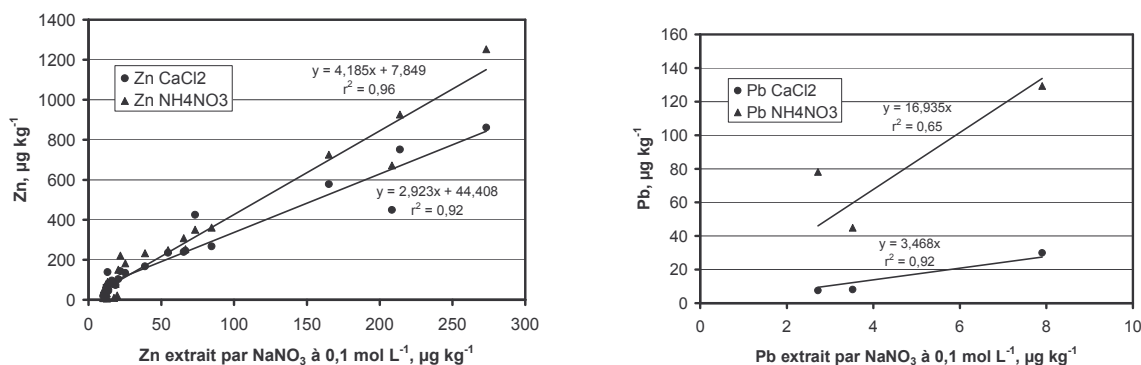 1400
1200
1000
800
600
400
200
0
Zn, µg kg-1
Zn CaCl2
Zn NH4NO3
y = 4,185x + 7,849
r2 = 0,96
y = 2,923x + 44,408
r2 = 0,92
0 50 100 150 200 250 300
Zn extrait par NaNO3 à 0,1 mol L-1, µg kg-1
160
140
120
100
80
60
40
20
0
Pb, µg kg-1
Pb CaCl2
Pb NH4NO3
y = 16,935x
r2 = 0,65
y = 3,468x
r2 = 0,92
0 2 4 6 8 10
Pb extrait par NaNO3 à 0,1 mol L-1, µg kg-1